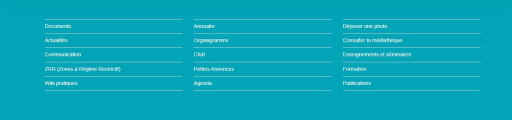 Documents
Actualités
Communication
ZRR (Zones à Régime Restrictif)
Wiki pratiques
Annuaire
Organigramme
Chat
Petites Annonces
Agenda
Déposer une photo
Consulter la médiathèque
Enseignements et séminaires
Formation
Publications